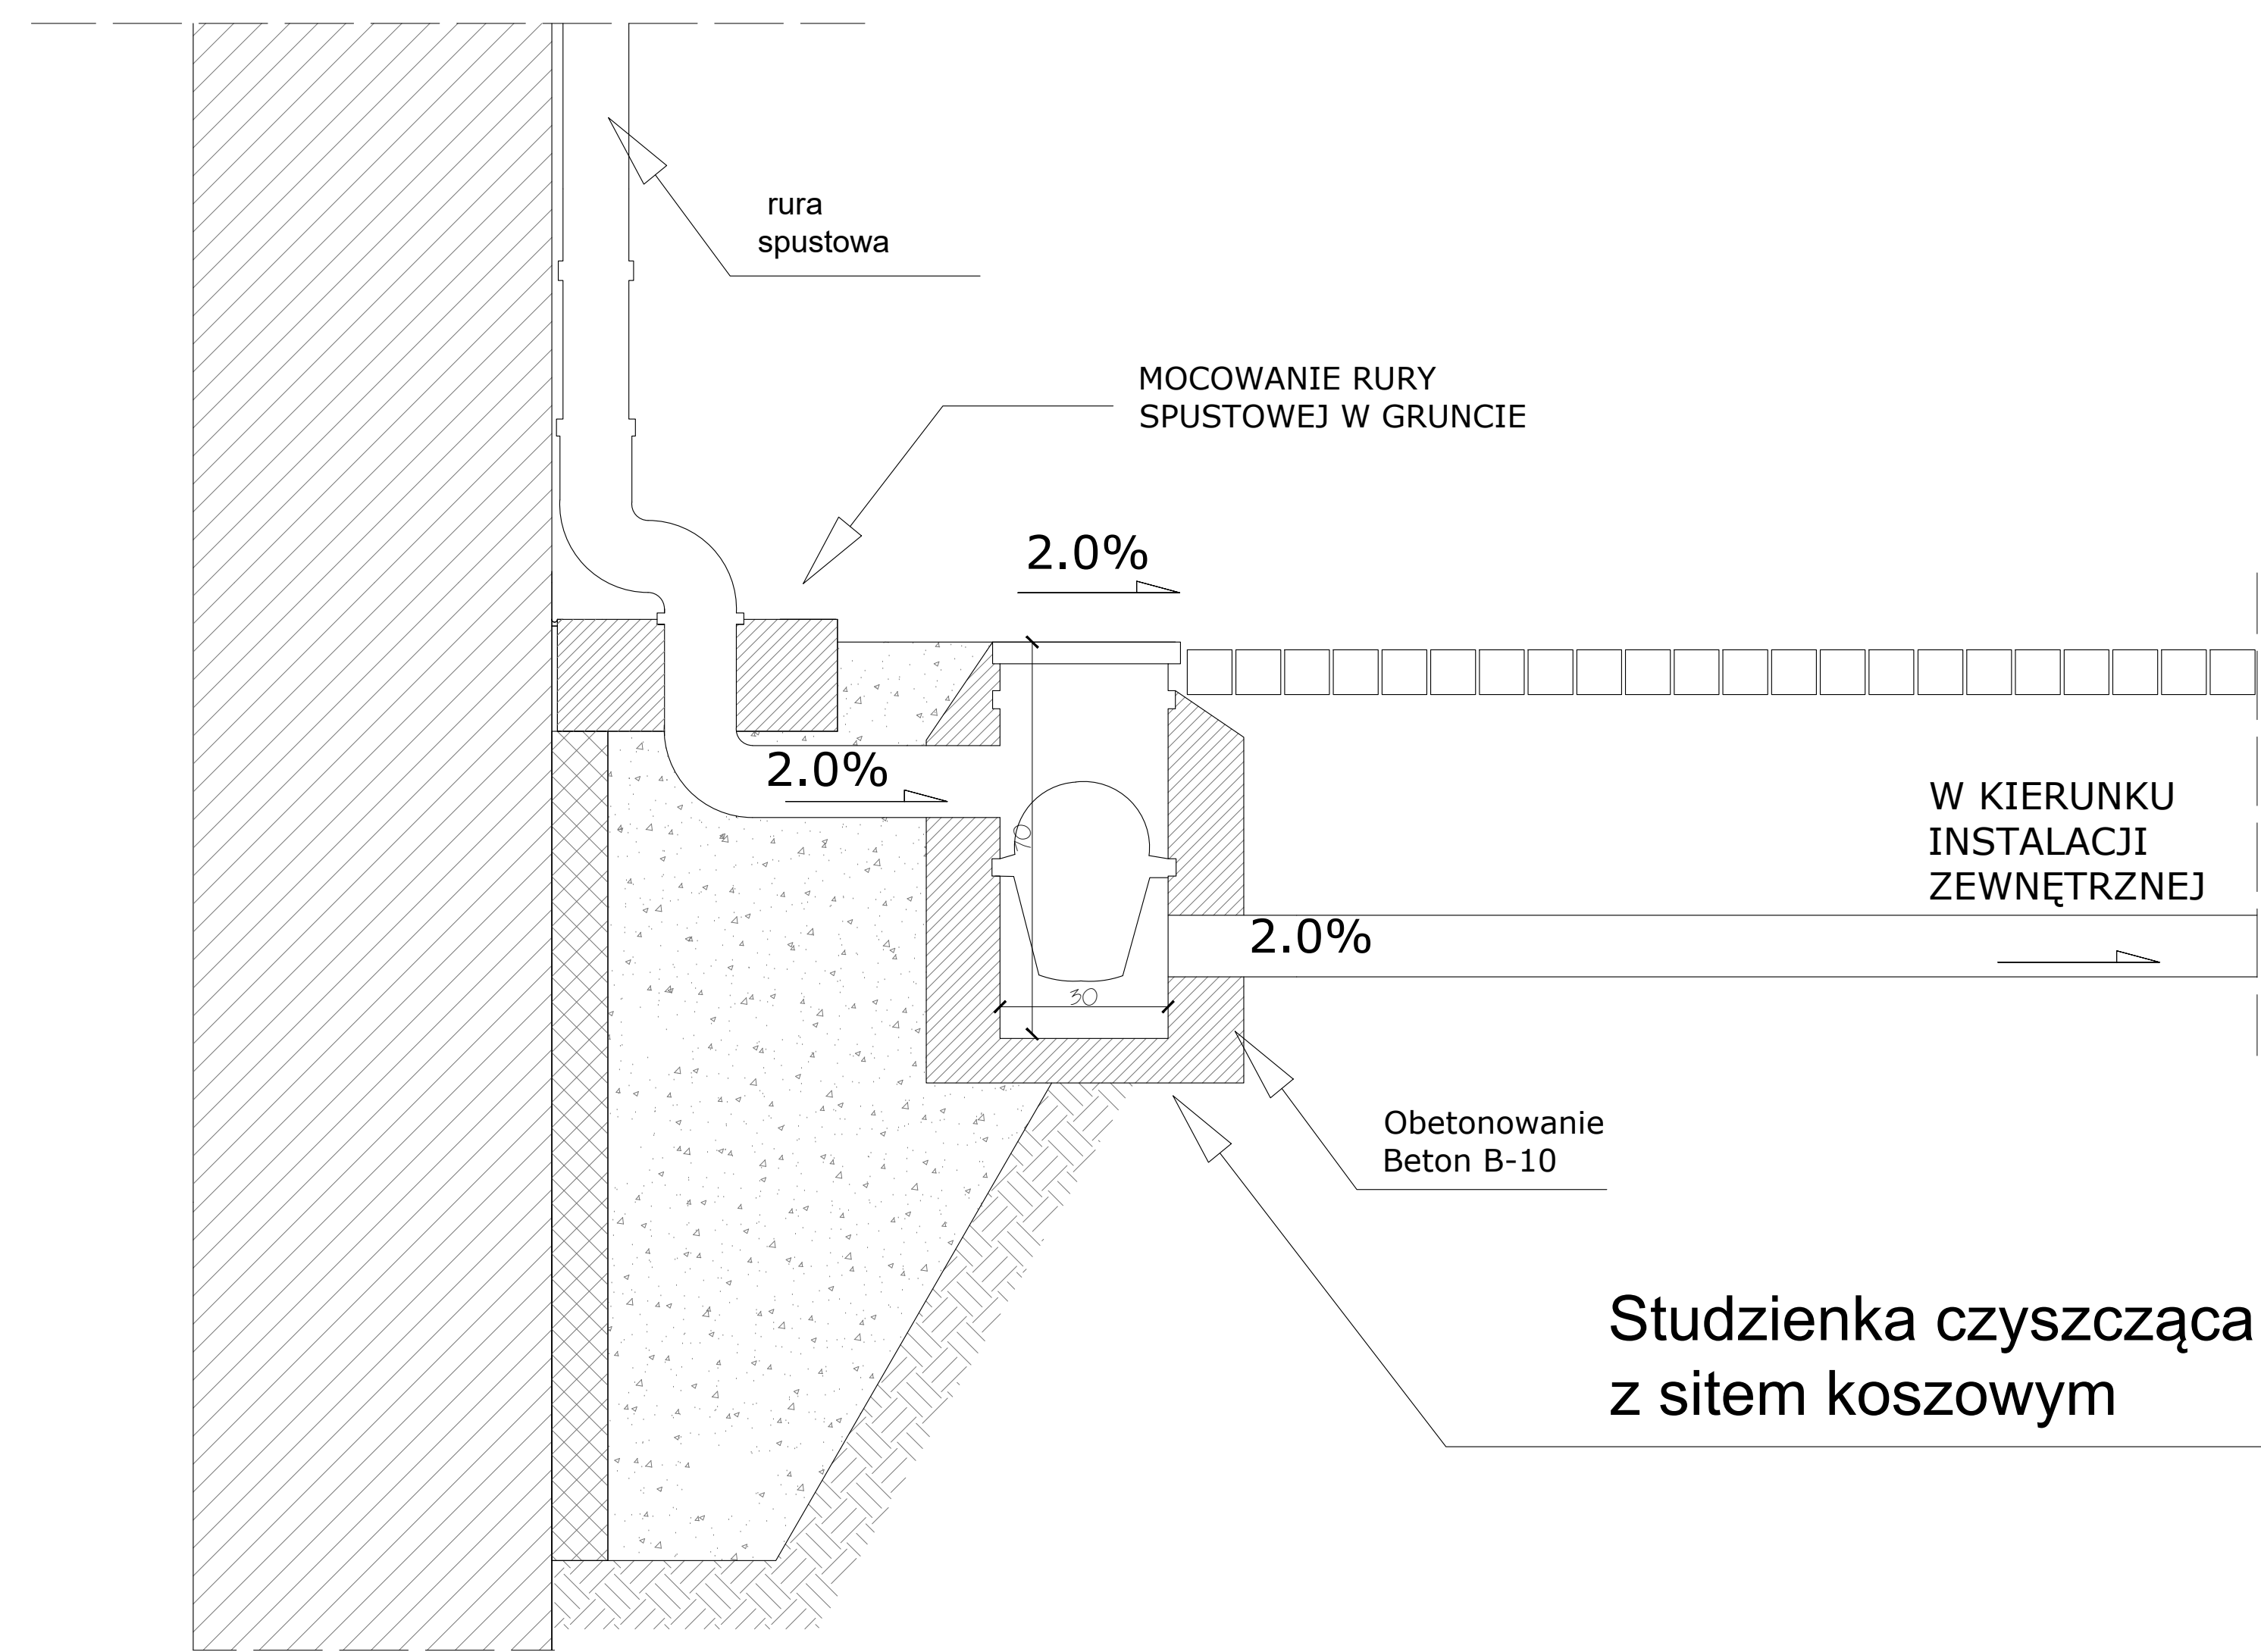 rura
spustowa
MOCOWANIE RURY
SPUSTOWEJ W GRUNCIE
2.0%
2.0%
W KIERUNKU
INSTALACJI
ZEWNĘTRZNEJ
70
2.0%
30
Obetonowanie
Beton B-10
Studzienka czyszcząca
z sitem koszowym